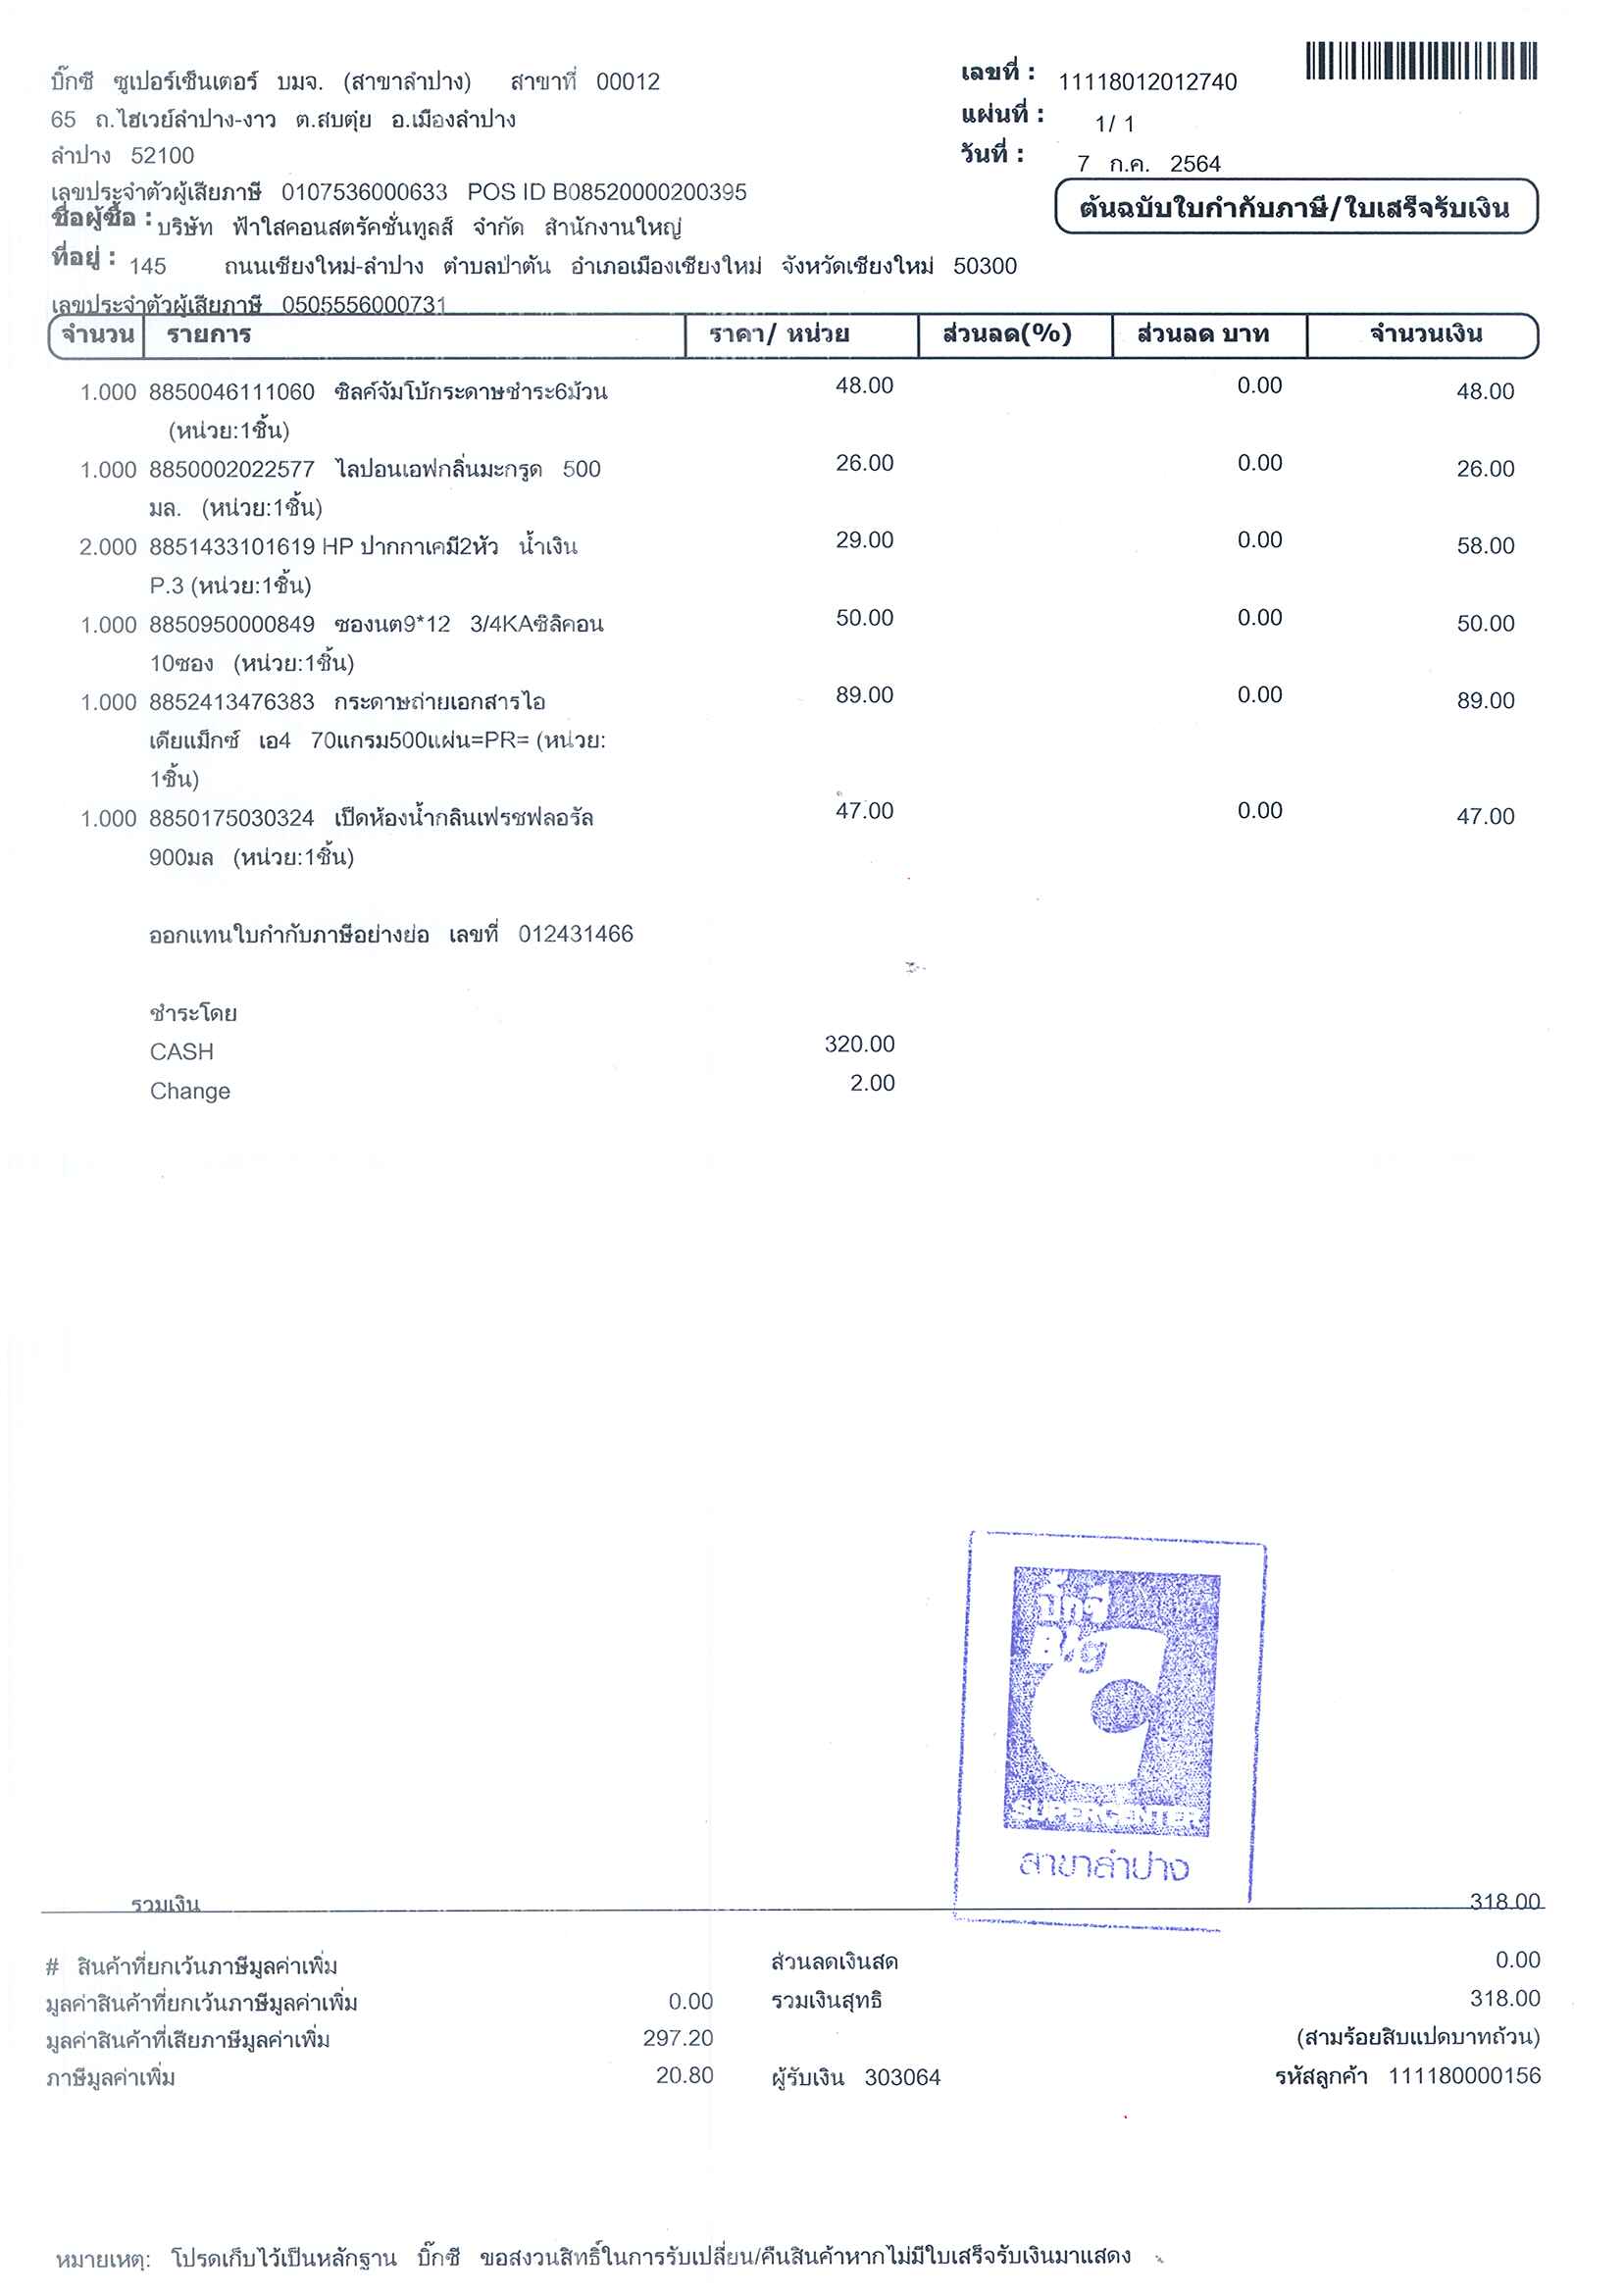 บิ๊กซี ซูเปอร์เซ็นเตอร์ บมจ. (สาขาลำปาง) สาขาที่ 00012
65 ถ.ไฮเวย์ลำปาง-งาว ต.สบตุ๋ย อ.เมืองลำปาง
ลำปาง 52100
เลขประจำตัวผู้เสียภาษี 0107536000633 POS ID B08520000200395
เลขที่ : 11118012012740
แผ่นที่ : 1/ 1
วันที่ : 7 ก.ค. 2564
ต้นฉบับใบกำกับภาษี/ใบเสร็จรับเงิน
ชื่อผู้ซื้อ : บริษัท ฟ้าใสคอนสตรัคชั่นทูลส์ จำกัด สำนักงานใหญ่
ที่อยู่ : 145 ถนนเชียงใหม่-ลำปาง ตำบลป่าตัน อำเภอเมืองเชียงใหม่ จังหวัดเชียงใหม่ 50300
เลขประจำตัวผู้เสียภาษี 0505556000731
จำนวน รายการ ราคา/ หน่วย ส่วนลด(%) ส่วนลด บาท จำนวนเงิน
1.000 8850046111060 ซิลค์จัมโบ้กระดาษชำระ6ม้วน 48.00 0.00 48.00
(หน่วย:1ชิ้น)
1.000 8850002022577 ไลปอนเอฟกลิ่นมะกรูด 500 26.00 0.00 26.00
มล. (หน่วย:1ชิ้น)
2.000 8851433101619 HP ปากกาเคมี2หัว น้ำเงิน 29.00 0.00 58.00
P.3 (หน่วย:1ชิ้น)
1.000 8850950000849 ซองนต9*12 3/4KAซิลิคอน 50.00 0.00 50.00
10ซอง (หน่วย:1ชิ้น)
1.000 8852413476383 กระดาษถ่ายเอกสารไอ 89.00 0.00 89.00
เดียแม็กซ์ เอ4 70แกรม500แผ่น=PR= (หน่วย:
1ชิ้น)
1.000 8850175030324 เป็ดห้องน้ำกลิ่นเฟรชฟลอรัล 47.00 0.00 47.00
900มล (หน่วย:1ชิ้น)
ออกแทนใบกำกับภาษีอย่างย่อ เลขที่ 012431466
ชำระโดย
CASH 320.00
Change 2.00
บิ๊กซี
Big
C
SUPERCENTER
สาขาลำปาง
รวมเงิน 318.00
# สินค้าที่ยกเว้นภาษีมูลค่าเพิ่ม ส่วนลดเงินสด 0.00
มูลค่าสินค้าที่ยกเว้นภาษีมูลค่าเพิ่ม 0.00 รวมเงินสุทธิ 318.00
มูลค่าสินค้าที่เสียภาษีมูลค่าเพิ่ม 297.20 (สามร้อยสิบแปดบาทถ้วน)
ภาษีมูลค่าเพิ่ม 20.80 ผู้รับเงิน 303064 รหัสลูกค้า 111180000156
หมายเหตุ: โปรดเก็บไว้เป็นหลักฐาน บิ๊กซี ขอสงวนสิทธิ์ในการรับเปลี่ยน/คืนสินค้าหากไม่มีใบเสร็จรับเงินมาแสดง